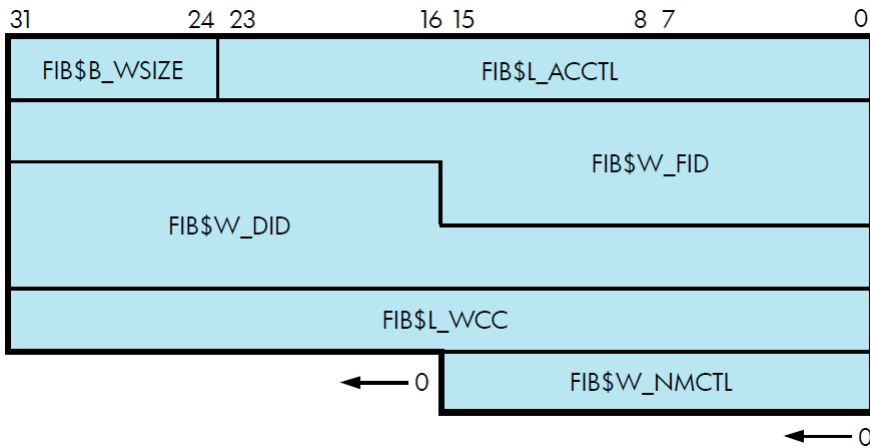 31 24 23 16 15 8 7 0
FIB$B_WSIZE FIB$L_ACCTL
FIB$W_FID
FIB$W_DID
FIB$L_WCC
0 FIB$W_NMCTL
0